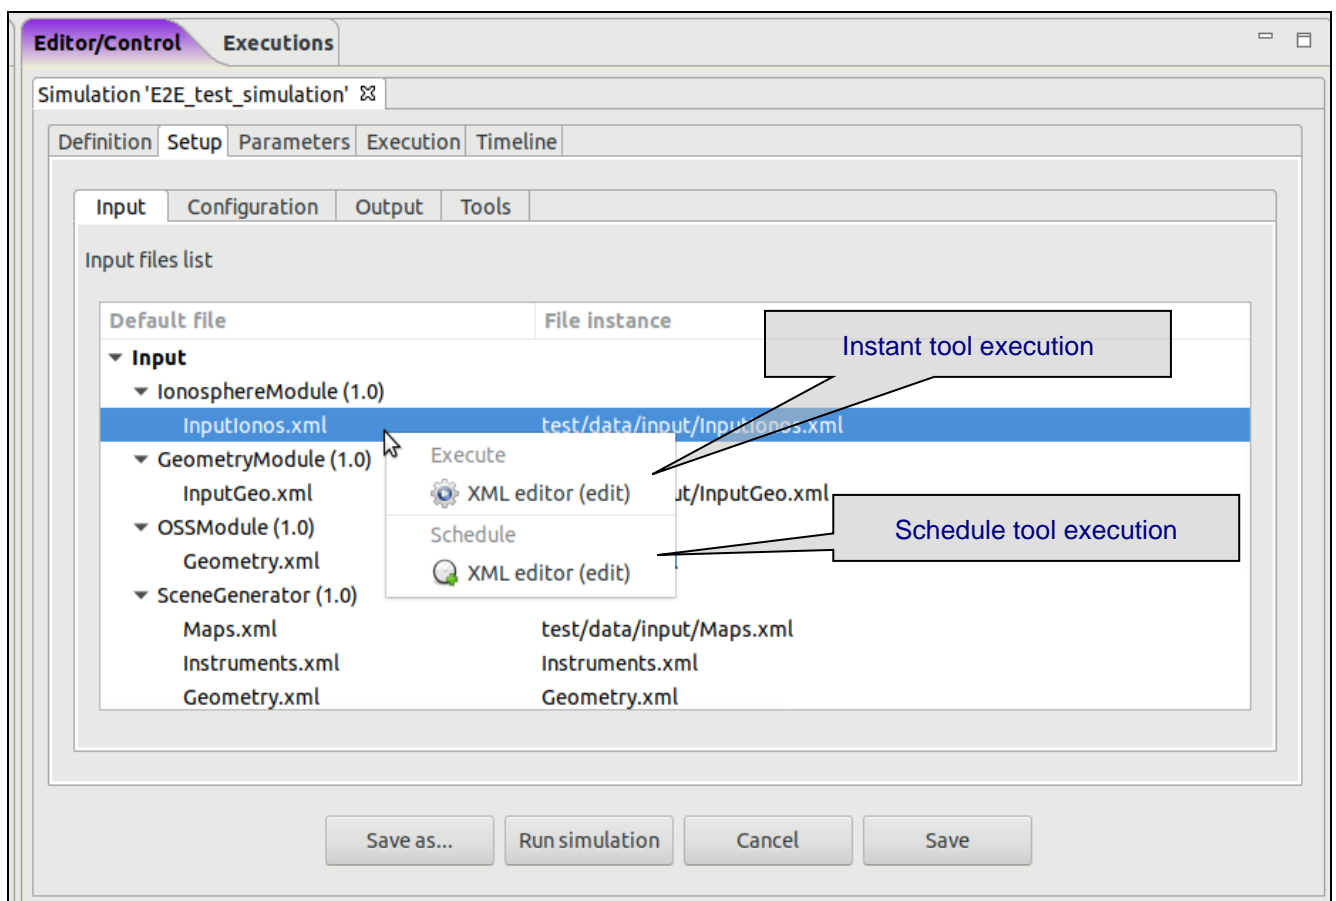 Editor/Control Executions
Simulation 'E2E_test_simulation'
Definition Setup Parameters Execution Timeline
Input Configuration Output Tools
Input files list
Default file File instance
Instant tool execution
Input
IonosphereModule (1.0)
InputIonos.xml test/data/input/InputIonos.xml
Execute
GeometryModule (1.0)
XML editor (edit)
InputGeo.xml ut/InputGeo.xml
Schedule tool execution
OSSModule (1.0)
Schedule
Geometry.xml
XML editor (edit)
SceneGenerator (1.0)
Maps.xml test/data/input/Maps.xml
Instruments.xml Instruments.xml
Geometry.xml Geometry.xml
Save as... Run simulation Cancel Save